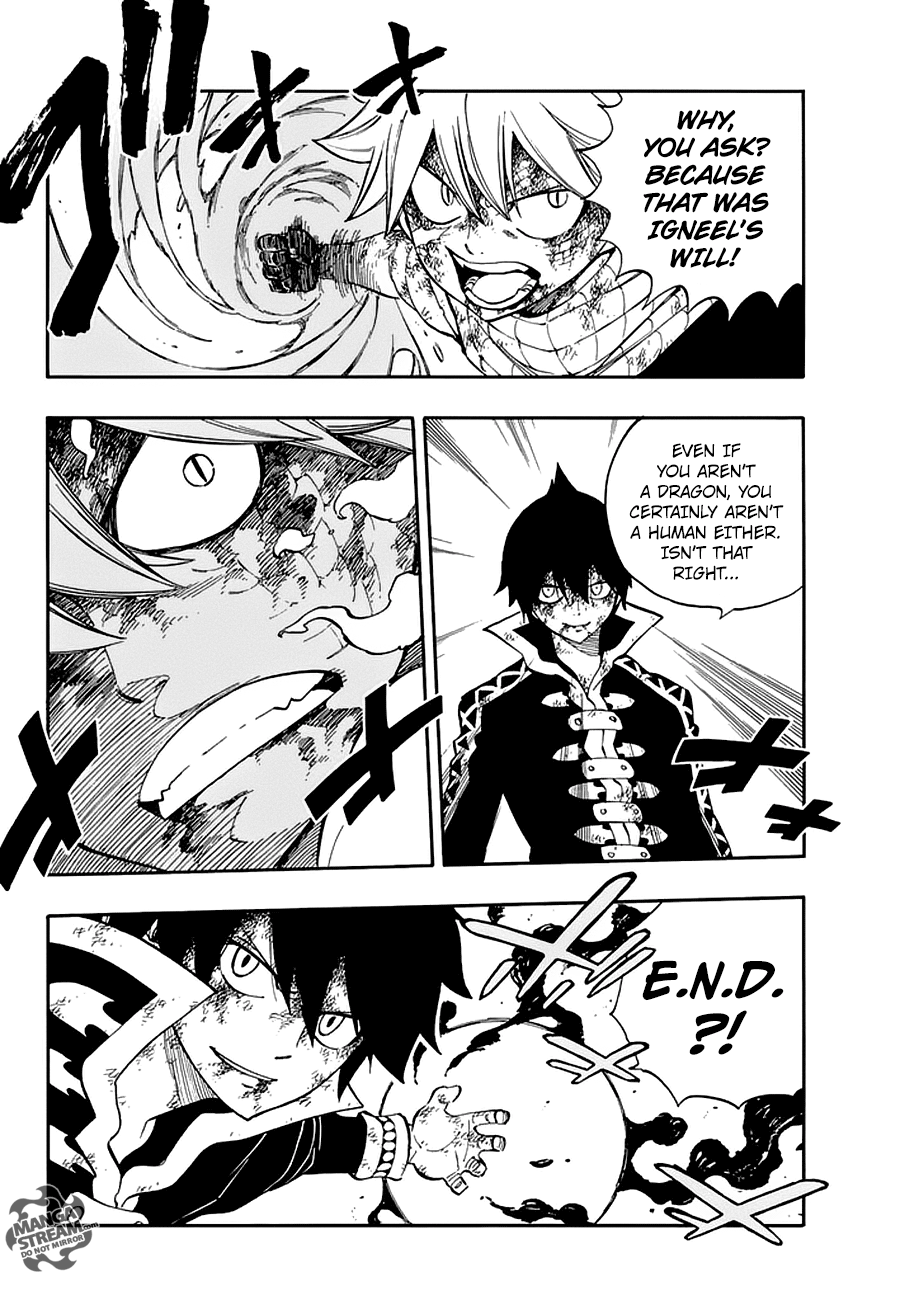 WHY,
YOU ASK?
BECAUSE
THAT WAS
IGNEEL'S
WILL!
EVEN IF
YOU AREN'T
A DRAGON, YOU
CERTAINLY AREN'T
A HUMAN EITHER.
ISN'T THAT
RIGHT...
E.N.D.
?!
MANGA
STREAM.com
DO NOT MIRROR